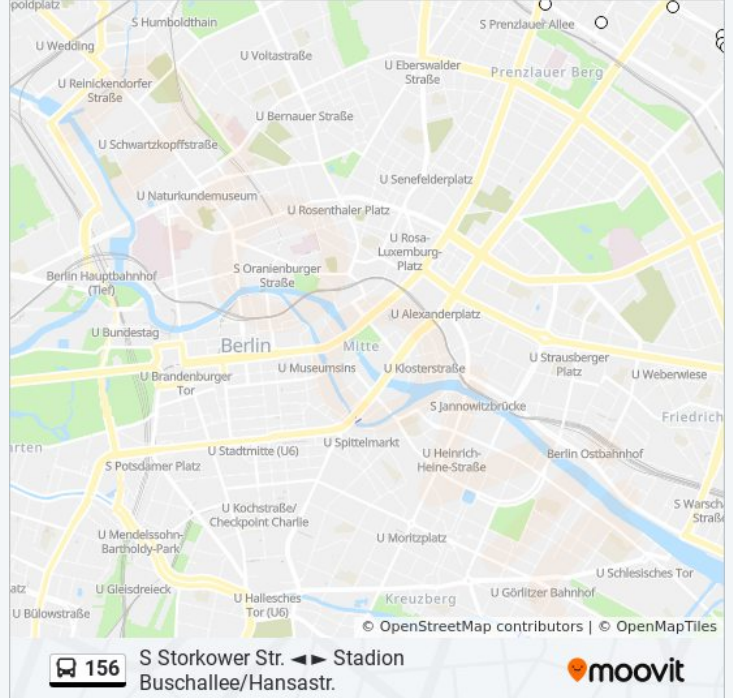 poldplatz
S Humboldthain
S Prenzlauer Allee
U Wedding
U Voltastraße
U Eberswalder
Straße
Prenzlauer Berg
U Reinickendorfer
Straße
U Bernauer Straße
U Schwartzkopffstraße
U Senefelderplatz
U Naturkundemuseum
U Rosenthaler Platz
U Rosa-
Luxemburg-
Platz
S Oranienburger
Straße
Berlin Hauptbahnhof
(Tief)
U Alexanderplatz
U Bundestag
Berlin
Mitte
U Strausberger
Platz
U Museumsins
U Klosterstraße
U Weberwiese
U Brandenburger
Tor
S Jannowitzbrücke
Friedrich
rten
U Stadtmitte (U6)
U Spittelmarkt
U Heinrich-
Heine-Straße
Berlin Ostbahnhof
S Potsdamer Platz
S Warsch
Straße
U Kochstraße/
Checkpoint Charlie
U Mendelssohn-
Bartholdy-Park
U Moritzplatz
U Schlesisches Tor
atz
U Gleisdreieck
U Hallesches
Tor (U6)
Kreuzberg
U Görlitzer Bahnhof
U Bülowstraße
© OpenStreetMap contributors | © OpenMapTiles
156
S Storkower Str. ◄► Stadion
Buschallee/Hansastr.
moovit